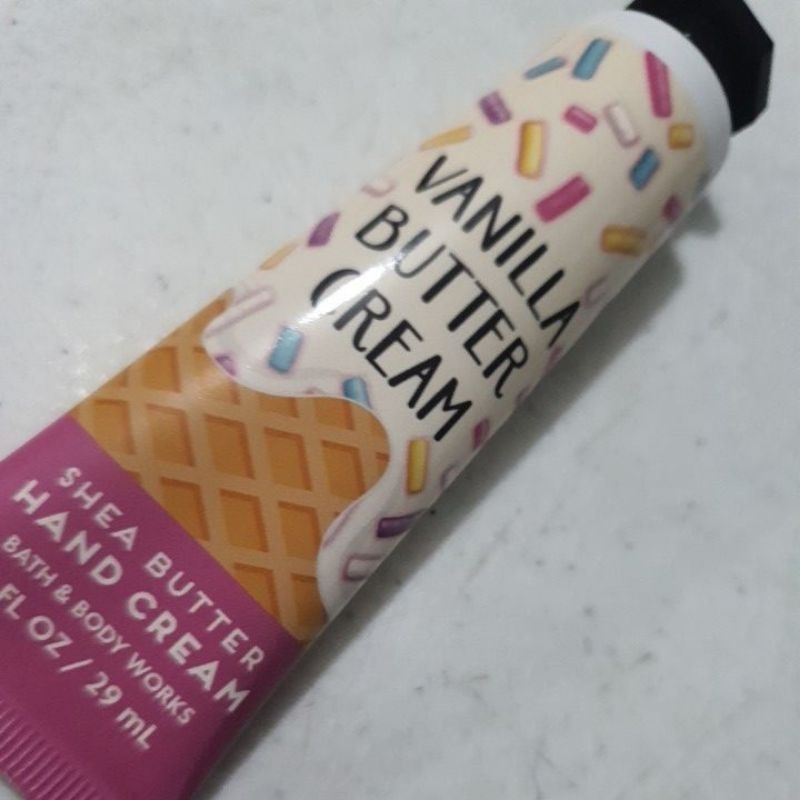 VANILLA
BUTTER
CREAM
SHEA BUTTER
HAND CREAM
BATH & BODY WORKS
FL OZ / 29 mL